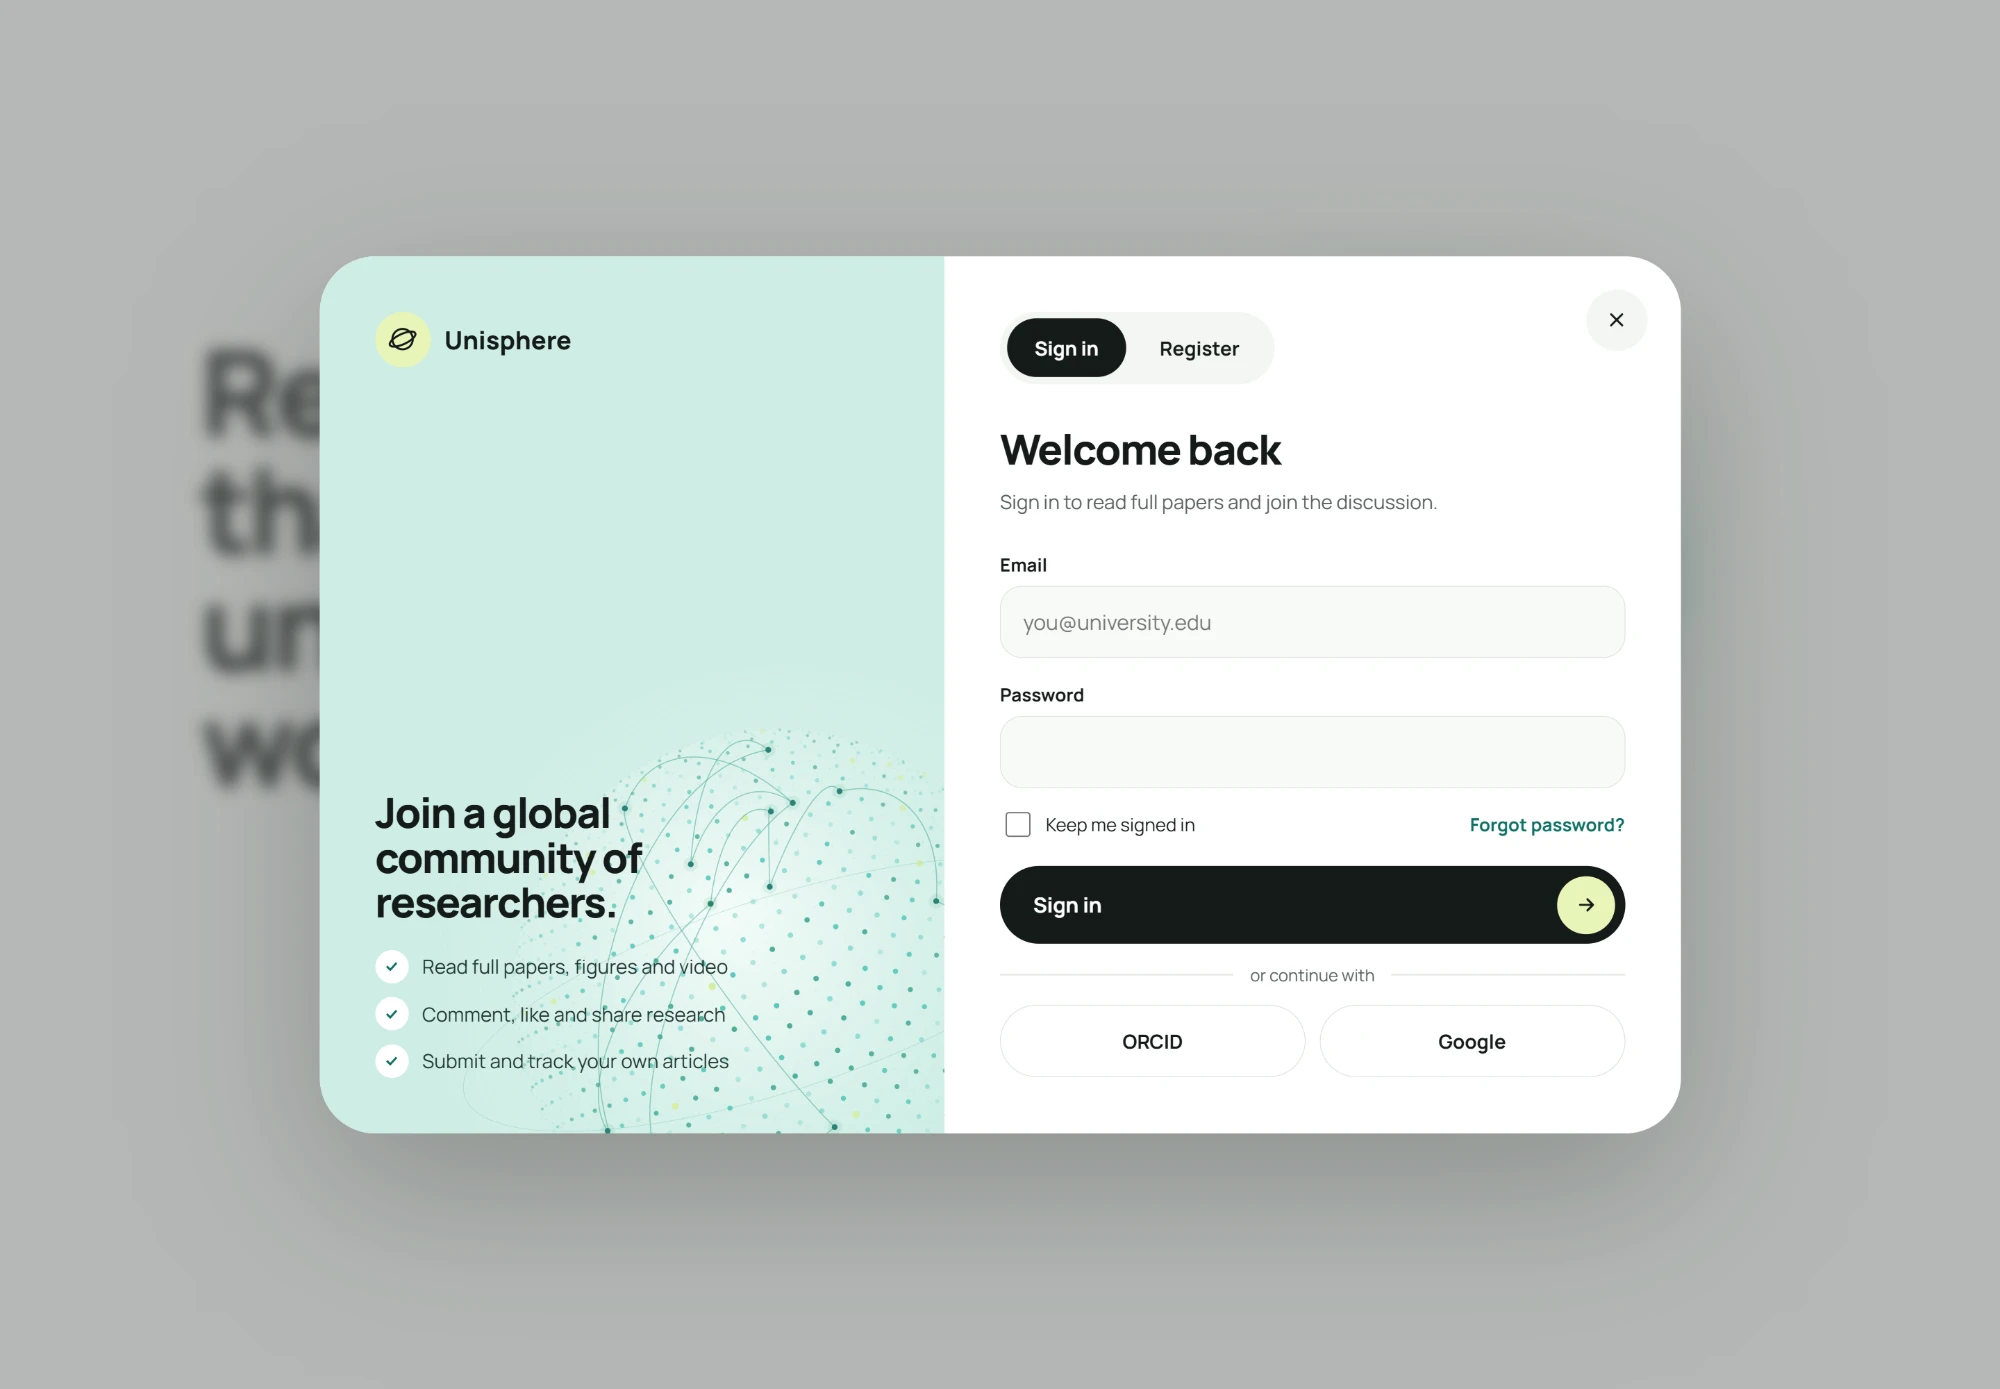 Unisphere
Join a global
community of
researchers.
Read full papers, figures and video
Comment, like and share research
Submit and track your own articles
Sign in
Register
Welcome back
Sign in to read full papers and join the discussion.
Email
you@university.edu
Password
Keep me signed in
Forgot password?
Sign in
or continue with
ORCID
Google